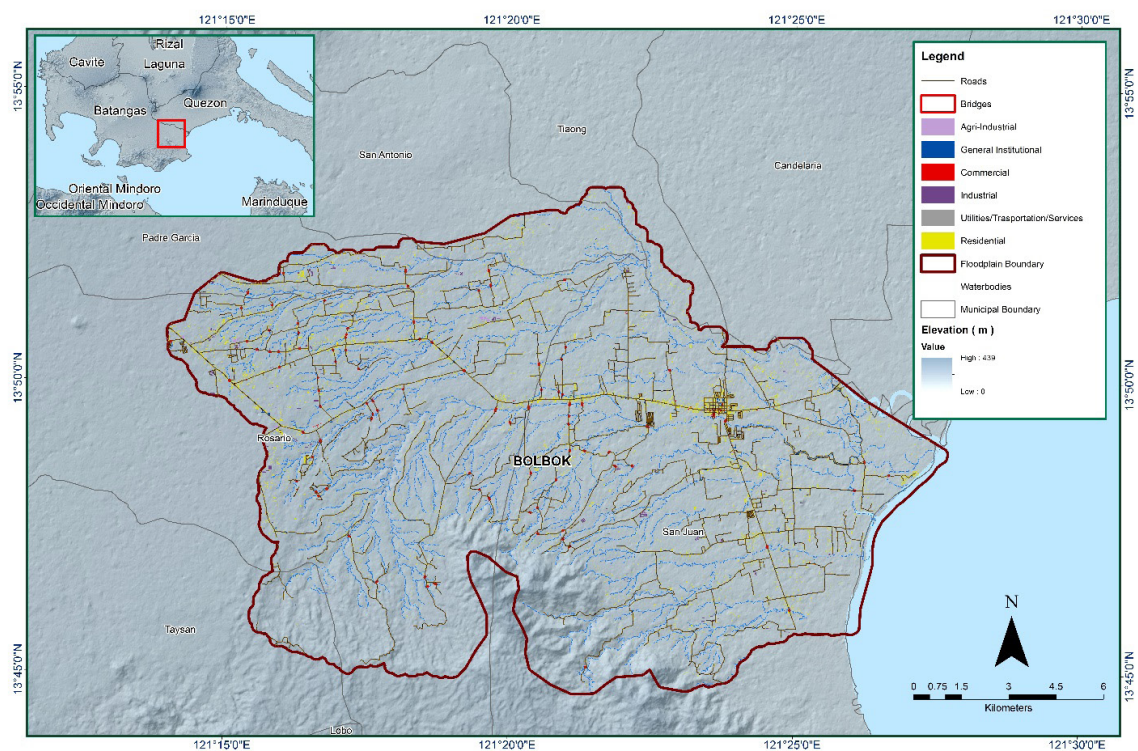 121°15'0"E
121°20'0"E
121°25'0"E
121°30'0"E
13°55'0"N
13°50'0"N
13°45'0"N
13°55'0"N
13°50'0"N
13°45'0"N
Rizal
Cavite
Laguna
Batangas
Quezon
Oriental Mindoro
Occidental Mindoro
Marinduque
Tiaong
San Antonio
Candelaria
Padre Garcia
Rosario
BOLBOK
San Juan
Taysan
Lobo
Legend
Roads
Bridges
Agri-Industrial
General Institutional
Commercial
Industrial
Utilities/Trasportation/Services
Residential
Floodplain Boundary
Waterbodies
Municipal Boundary
Elevation ( m )
Value
High : 439
Low : 0
N
0 0.75 1.5 3 4.5 6
Kilometers
121°15'0"E
121°20'0"E
121°25'0"E
121°30'0"E